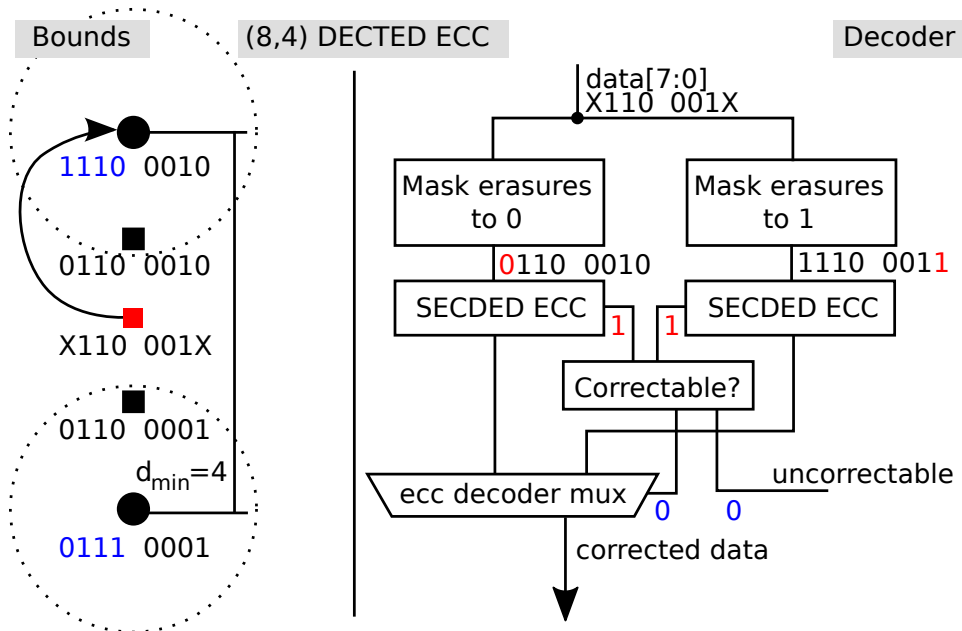 Bounds
(8,4) DECTED ECC
Decoder
1110 0010
0110 0010
X110 001X
0110 0001
dmin=4
0111 0001
data[7:0]
X110 001X
Mask erasures
to 0
Mask erasures
to 1
0110 0010
1110 0011
SECDED ECC
SECDED ECC
1
1
Correctable?
ecc decoder mux
0
0
uncorrectable
corrected data